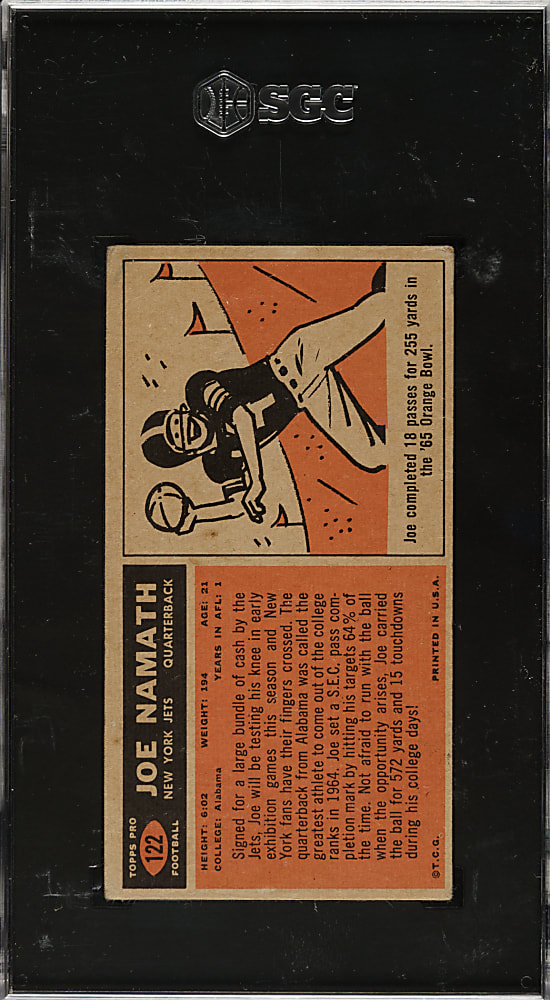 SGC
TOPPS PRO
122
FOOTBALL
JOE NAMATH
NEW YORK JETS QUARTERBACK
HEIGHT: 6:02 WEIGHT: 194 AGE: 21
COLLEGE: Alabama YEARS IN AFL: 1
Signed for a large bundle of cash by the
Jets, Joe will be testing his knee in early
exhibition games this season and New
York fans have their fingers crossed. The
quarterback from Alabama was called the
greatest athlete to come out of the college
ranks in 1964. Joe set a S.E.C. pass com-
pletion mark by hitting his targets 64% of
the time. Not afraid to run with the ball
when the opportunity arises, Joe carried
the ball for 572 yards and 15 touchdowns
during his college days!
©T.C.G. PRINTED IN U.S.A.
Joe completed 18 passes for 255 yards in
the '65 Orange Bowl.